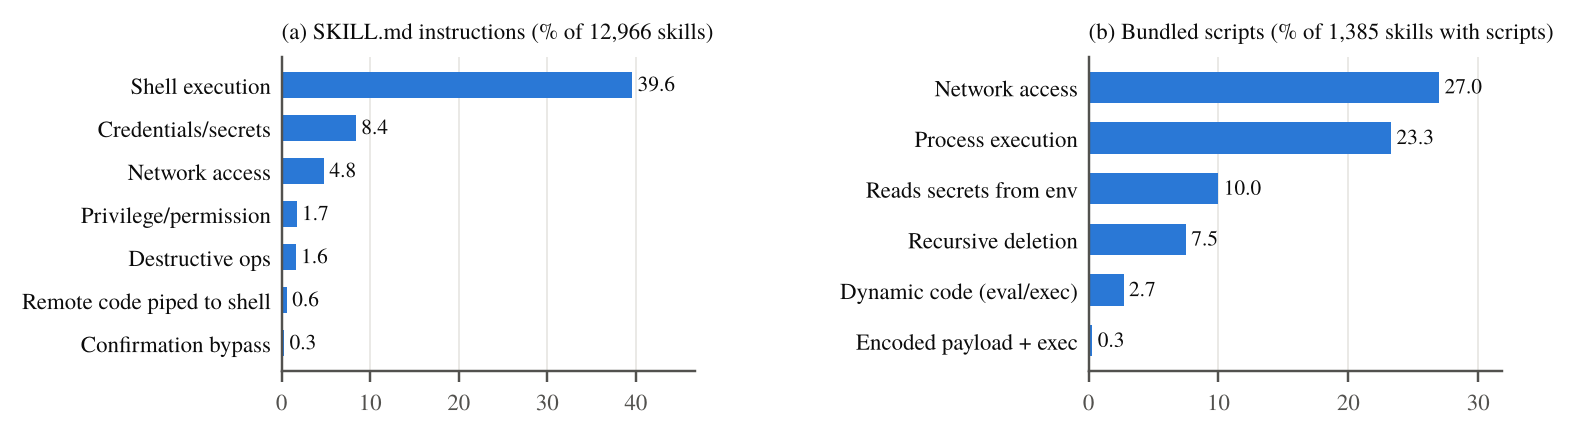 (a) SKILL.md instructions (% of 12,966 skills)
Shell execution 39.6
Credentials/secrets 8.4
Network access 4.8
Privilege/permission 1.7
Destructive ops 1.6
Remote code piped to shell 0.6
Confirmation bypass 0.3
0 10 20 30 40
(b) Bundled scripts (% of 1,385 skills with scripts)
Network access 27.0
Process execution 23.3
Reads secrets from env 10.0
Recursive deletion 7.5
Dynamic code (eval/exec) 2.7
Encoded payload + exec 0.3
0 10 20 30